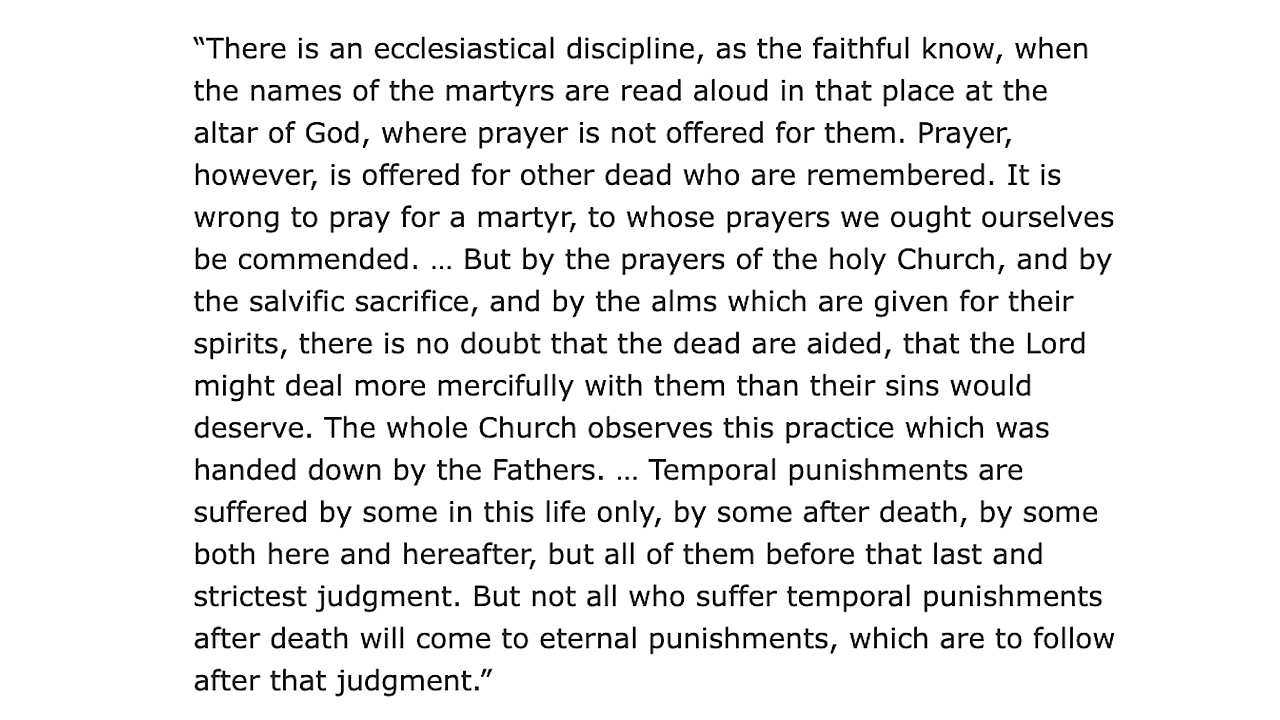 “There is an ecclesiastical discipline, as the faithful know, when
the names of the martyrs are read aloud in that place at the
altar of God, where prayer is not offered for them. Prayer,
however, is offered for other dead who are remembered. It is
wrong to pray for a martyr, to whose prayers we ought ourselves
be commended. … But by the prayers of the holy Church, and by
the salvific sacrifice, and by the alms which are given for their
spirits, there is no doubt that the dead are aided, that the Lord
might deal more mercifully with them than their sins would
deserve. The whole Church observes this practice which was
handed down by the Fathers. … Temporal punishments are
suffered by some in this life only, by some after death, by some
both here and hereafter, but all of them before that last and
strictest judgment. But not all who suffer temporal punishments
after death will come to eternal punishments, which are to follow
after that judgment.”